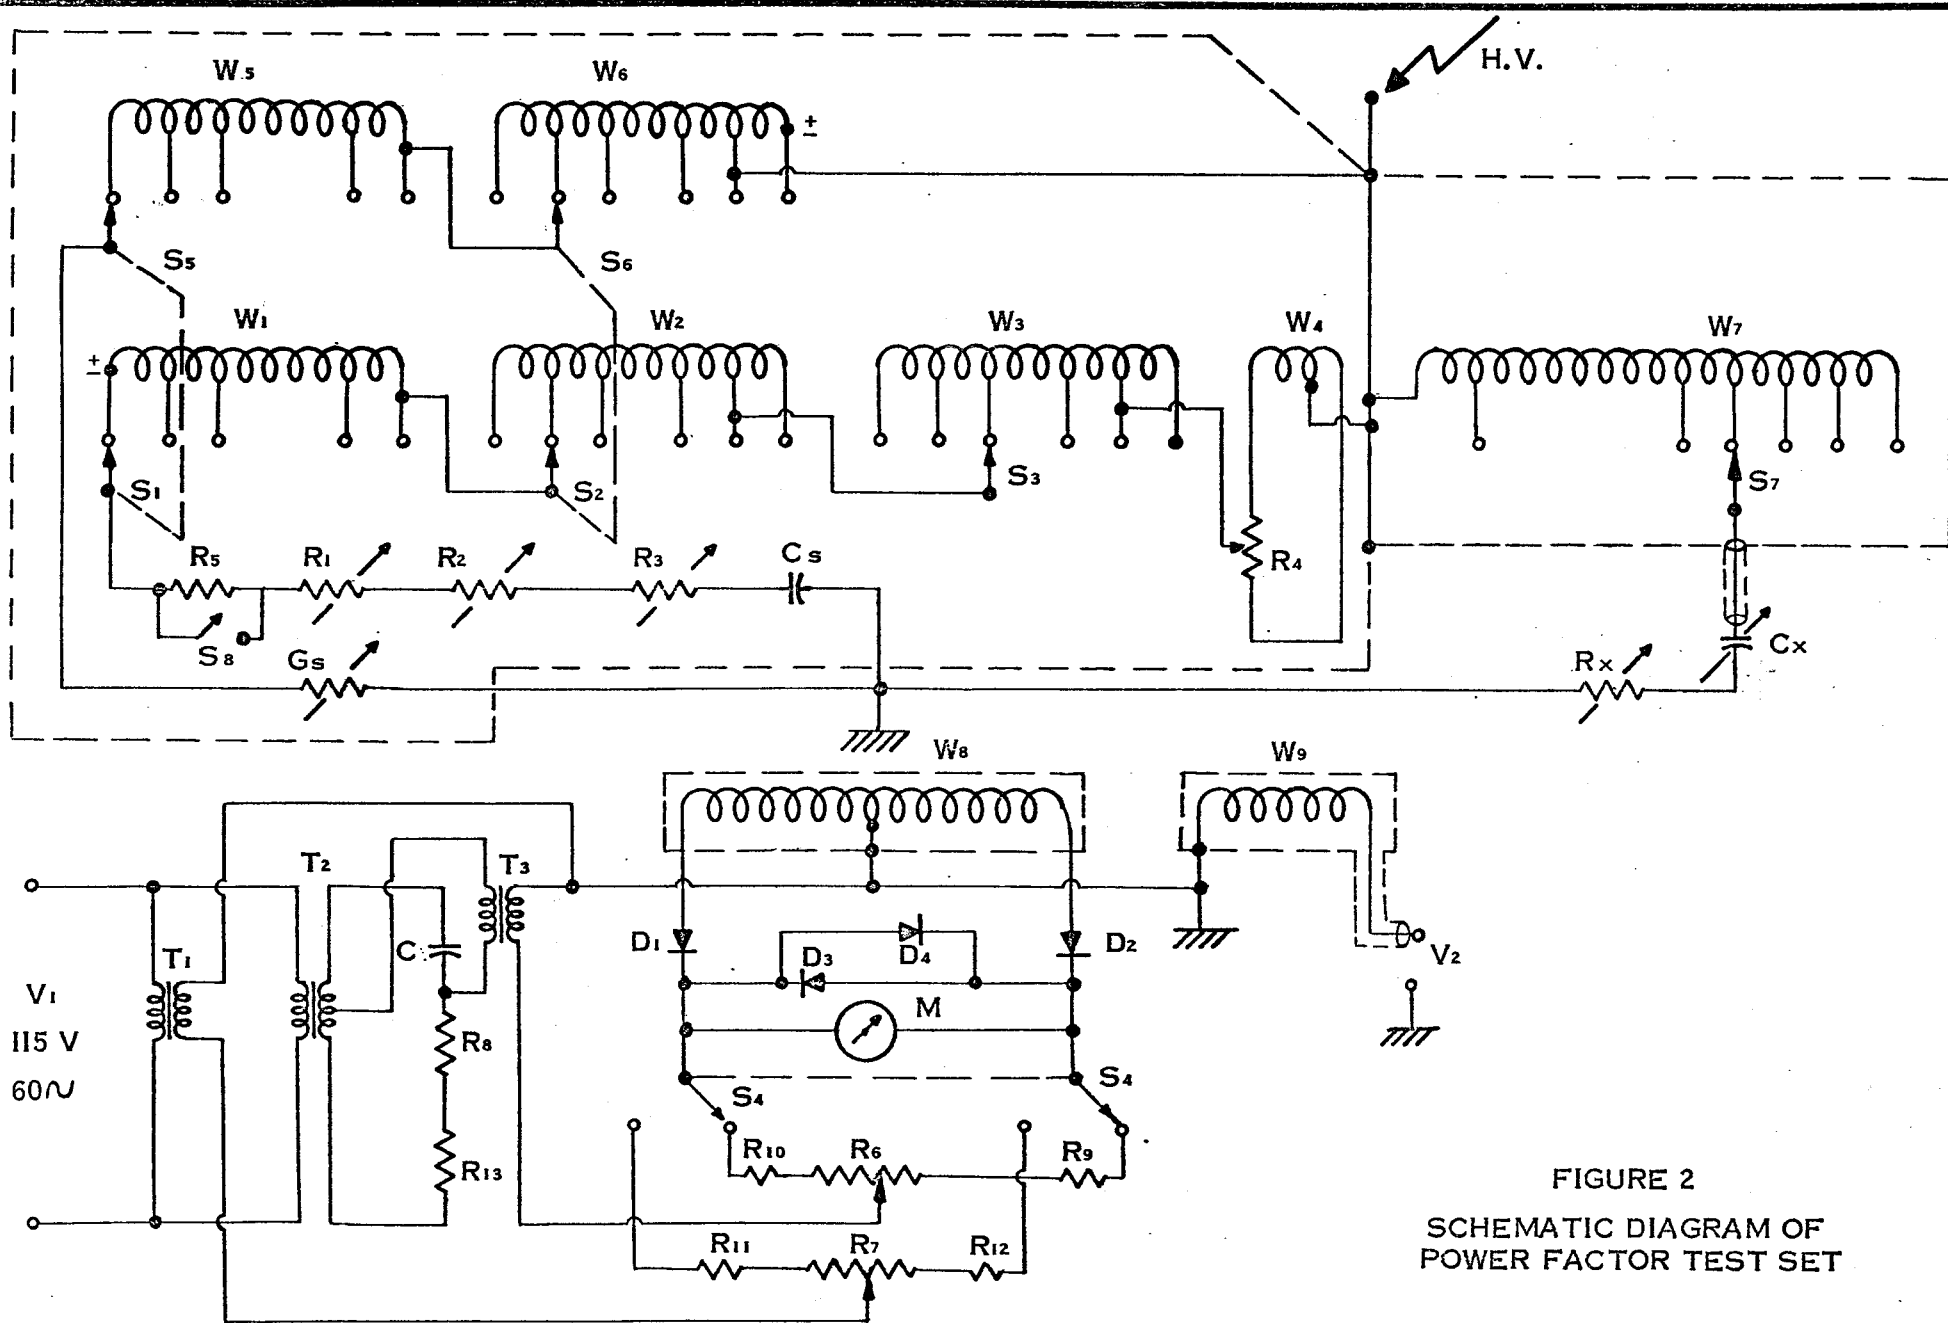 H.V.
W5
W6
±
S5
S6
W1
W2
W3
W4
W7
±
S1
S2
S3
S7
R5
R1
R2
R3
Cs
R4
S8
Gs
Rx
Cx
W8
W9
T2
T3
T1
C
D1
D2
D3
D4
V2
V1
M
115 V
R8
60~
S4
S4
R13
R10
R6
R9
R11
R7
R12
FIGURE 2
SCHEMATIC DIAGRAM OF
POWER FACTOR TEST SET